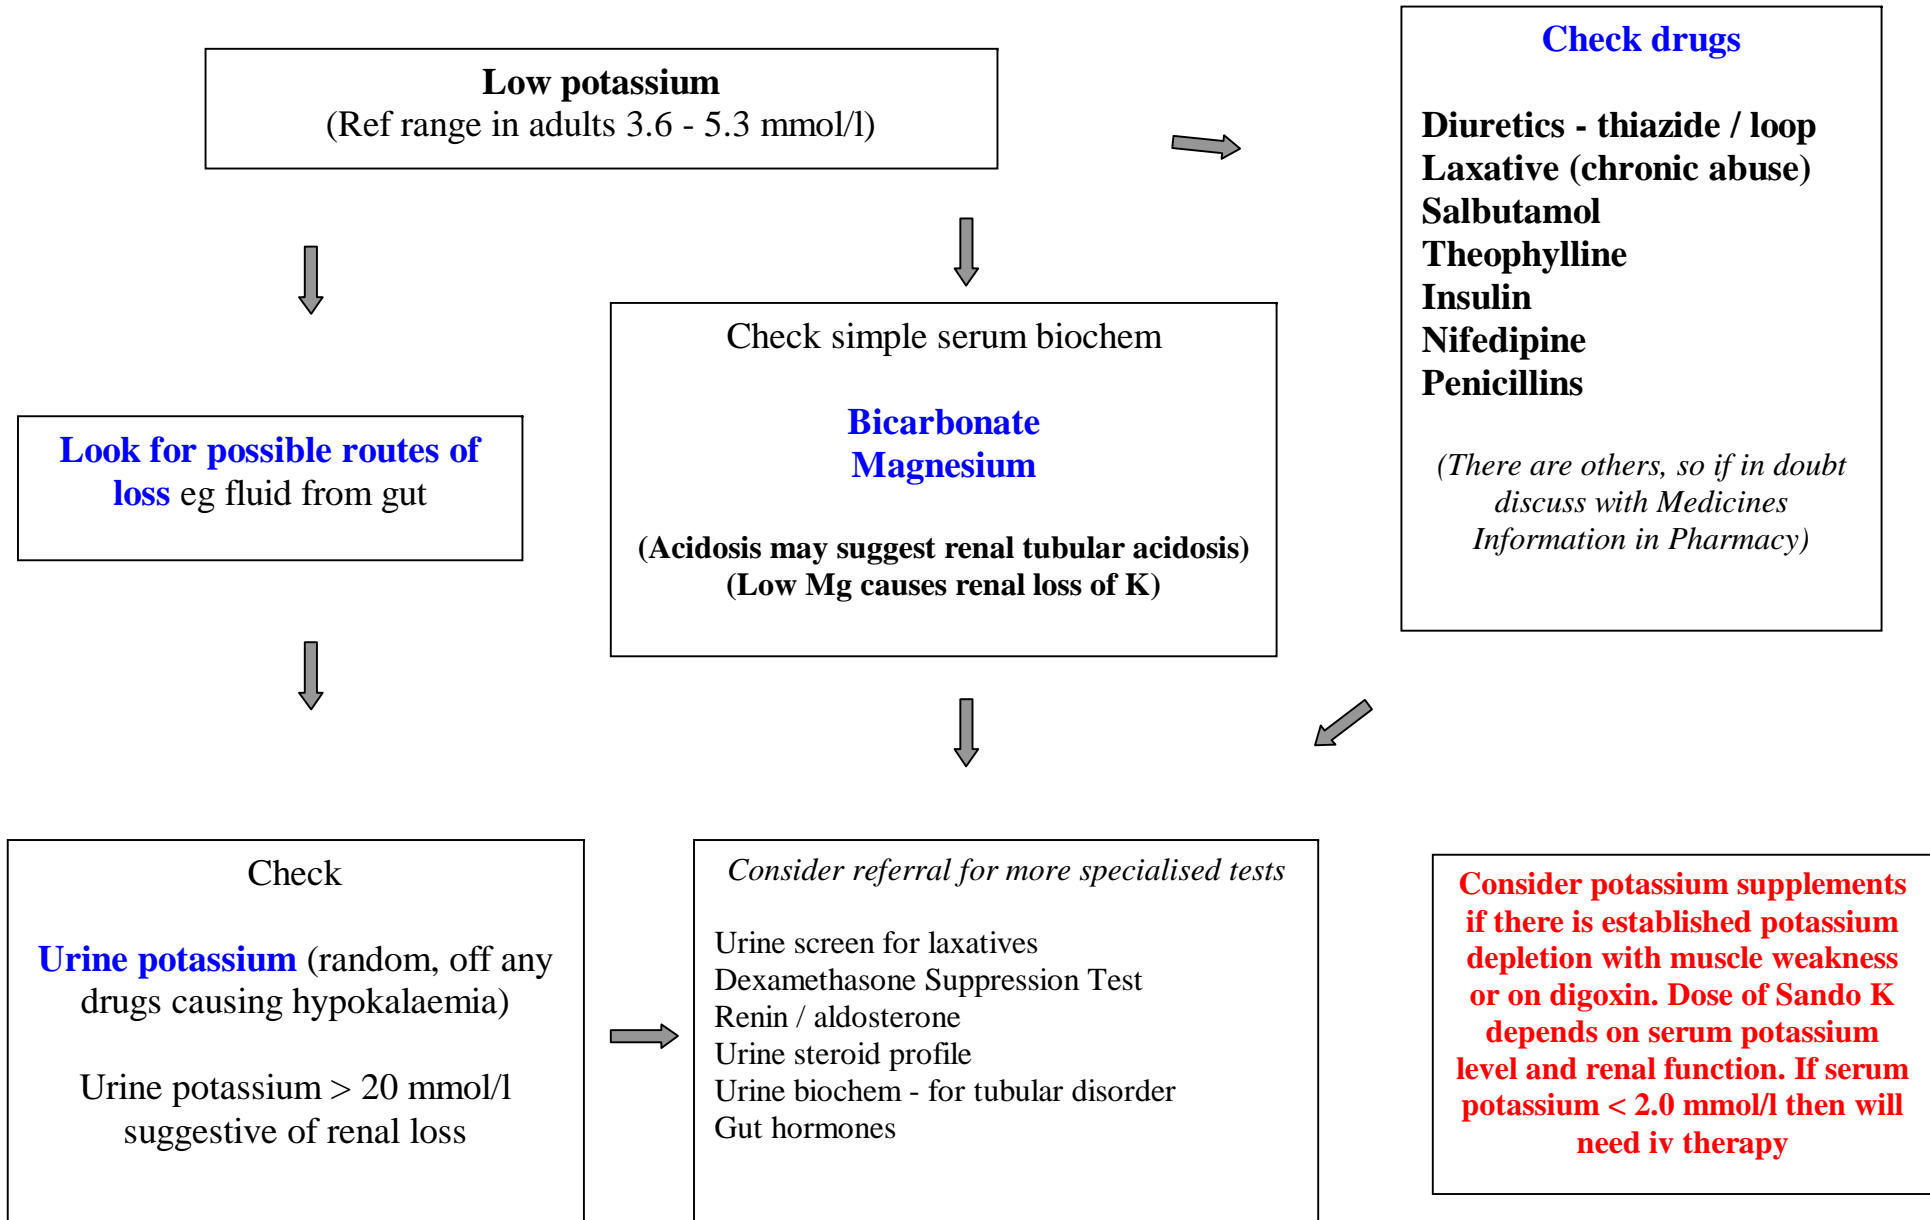 Low potassium
(Ref range in adults 3.6 - 5.3 mmol/l)
Check drugs
Diuretics - thiazide / loop
Laxative (chronic abuse)
Salbutamol
Theophylline
Insulin
Nifedipine
Penicillins
(There are others, so if in doubt
discuss with Medicines
Information in Pharmacy)
Look for possible routes of
loss eg fluid from gut
Check simple serum biochem
Bicarbonate
Magnesium
(Acidosis may suggest renal tubular acidosis)
(Low Mg causes renal loss of K)
Check
Urine potassium (random, off any
drugs causing hypokalaemia)
Urine potassium > 20 mmol/l
suggestive of renal loss
Consider referral for more specialised tests
Urine screen for laxatives
Dexamethasone Suppression Test
Renin / aldosterone
Urine steroid profile
Urine biochem - for tubular disorder
Gut hormones
Consider potassium supplements
if there is established potassium
depletion with muscle weakness
or on digoxin. Dose of Sando K
depends on serum potassium
level and renal function. If serum
potassium < 2.0 mmol/l then will
need iv therapy